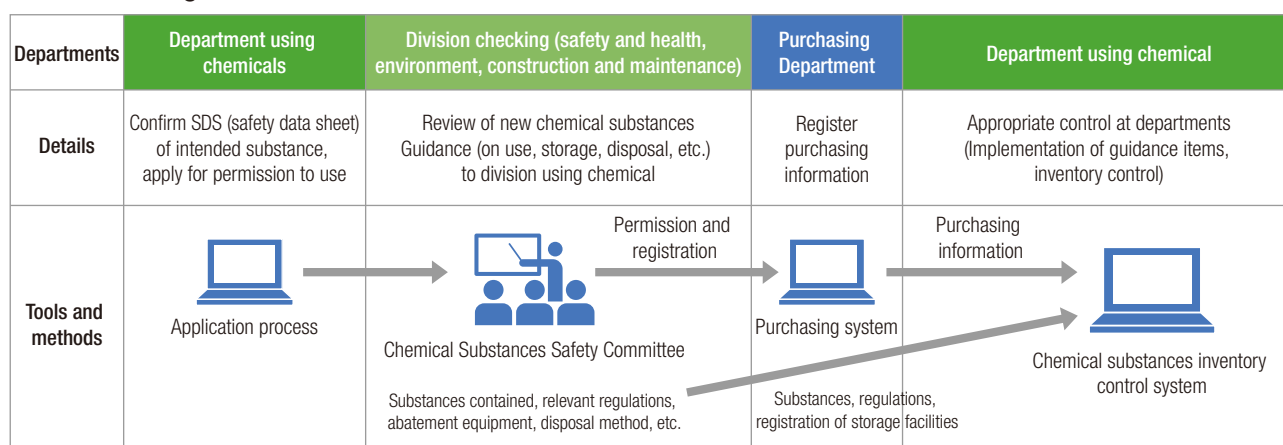 Departments
Department using
chemicals
Division checking (safety and health,
environment, construction and maintenance)
Purchasing
Department
Department using chemical
Details
Confirm SDS (safety data sheet)
of intended substance,
apply for permission to use
Review of new chemical substances
Guidance (on use, storage, disposal, etc.)
to division using chemical
Register
purchasing
information
Appropriate control at departments
(Implementation of guidance items,
inventory control)
Tools and
methods
Application process
Permission and
registration
Chemical Substances Safety Committee
Purchasing system
Purchasing
information
Chemical substances inventory
control system
Substances contained, relevant regulations,
abatement equipment, disposal method, etc.
Substances, regulations,
registration of storage facilities